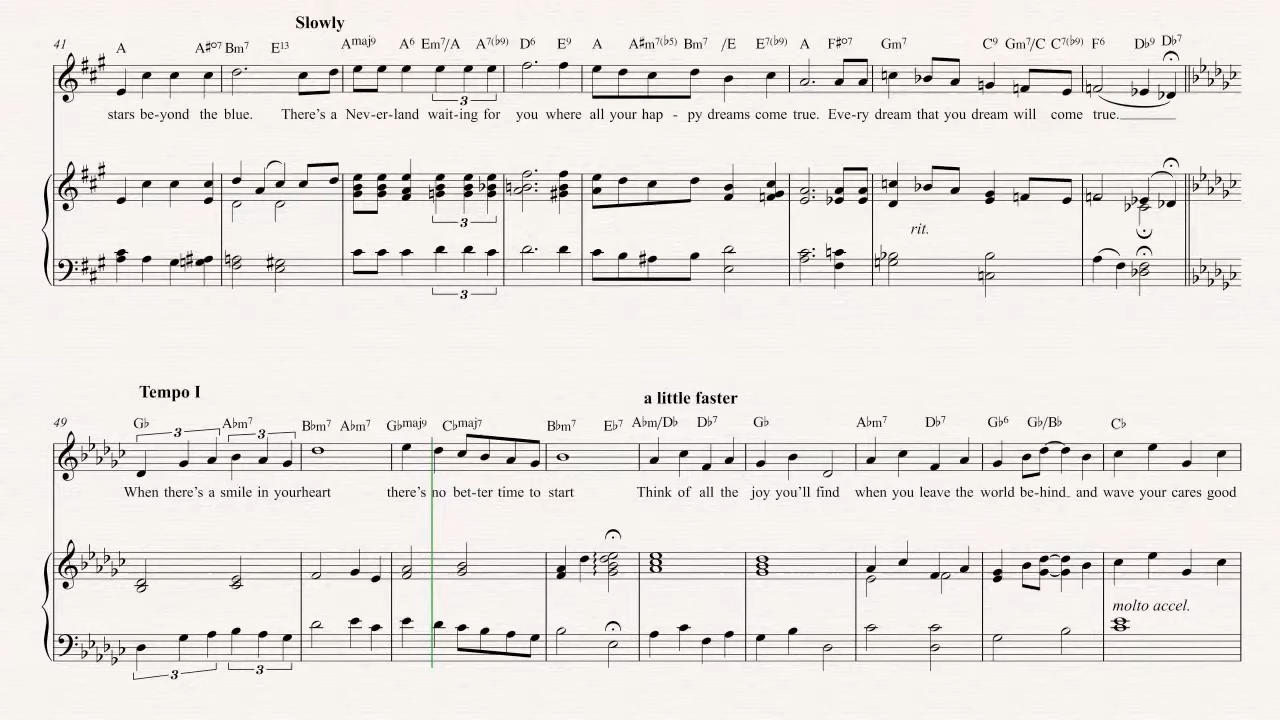 Slowly
41 A A♯o7 Bm7 E13 Amaj9 A6 Em7/A A7(♭9) D6 E9 A A♯m7(♭5) Bm7 /E E7(♭9) A F♯o7 Gm7 C9 Gm7/C C7(♭9) F6 D♭9 D♭7
3
stars be-yond the blue. There's a Nev-er-land wait-ing for you where all your hap - py dreams come true. Eve-ry dream that you dream will come true.
3
rit.
3
Tempo I a little faster
49 G♭ A♭m7 B♭m7 A♭m7 G♭maj9 C♭maj7 B♭m7 E♭7 A♭m/D♭ D♭7 G♭ A♭m7 D♭7 G♭6 G♭/B♭ C♭
3 3
When there's a smile in yourheart there's no bet-ter time to start Think of all the joy you'll find when you leave the world be-hind and wave your cares good
molto accel.
3 3